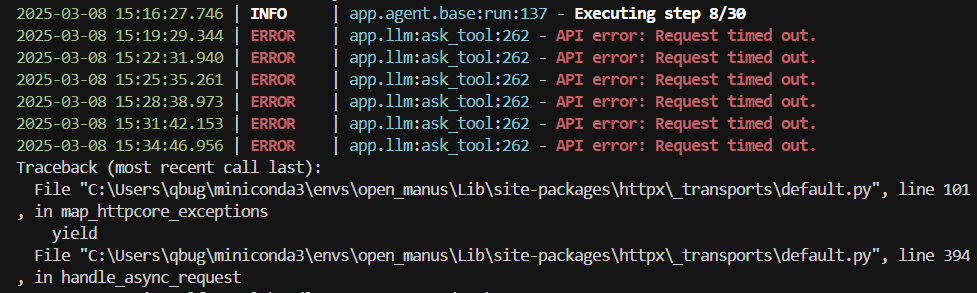 2025-03-08 15:16:27.746 | INFO     | app.agent.base:run:137 - Executing step 8/30
2025-03-08 15:19:29.344 | ERROR    | app.llm:ask_tool:262 - API error: Request timed out.
2025-03-08 15:22:31.940 | ERROR    | app.llm:ask_tool:262 - API error: Request timed out.
2025-03-08 15:25:35.261 | ERROR    | app.llm:ask_tool:262 - API error: Request timed out.
2025-03-08 15:28:38.973 | ERROR    | app.llm:ask_tool:262 - API error: Request timed out.
2025-03-08 15:31:42.153 | ERROR    | app.llm:ask_tool:262 - API error: Request timed out.
2025-03-08 15:34:46.956 | ERROR    | app.llm:ask_tool:262 - API error: Request timed out.
Traceback (most recent call last):
  File "C:\Users\qbug\miniconda3\envs\open_manus\Lib\site-packages\httpx\_transports\default.py", line 101
, in map_httpcore_exceptions
    yield
  File "C:\Users\qbug\miniconda3\envs\open_manus\Lib\site-packages\httpx\_transports\default.py", line 394
, in handle_async_request